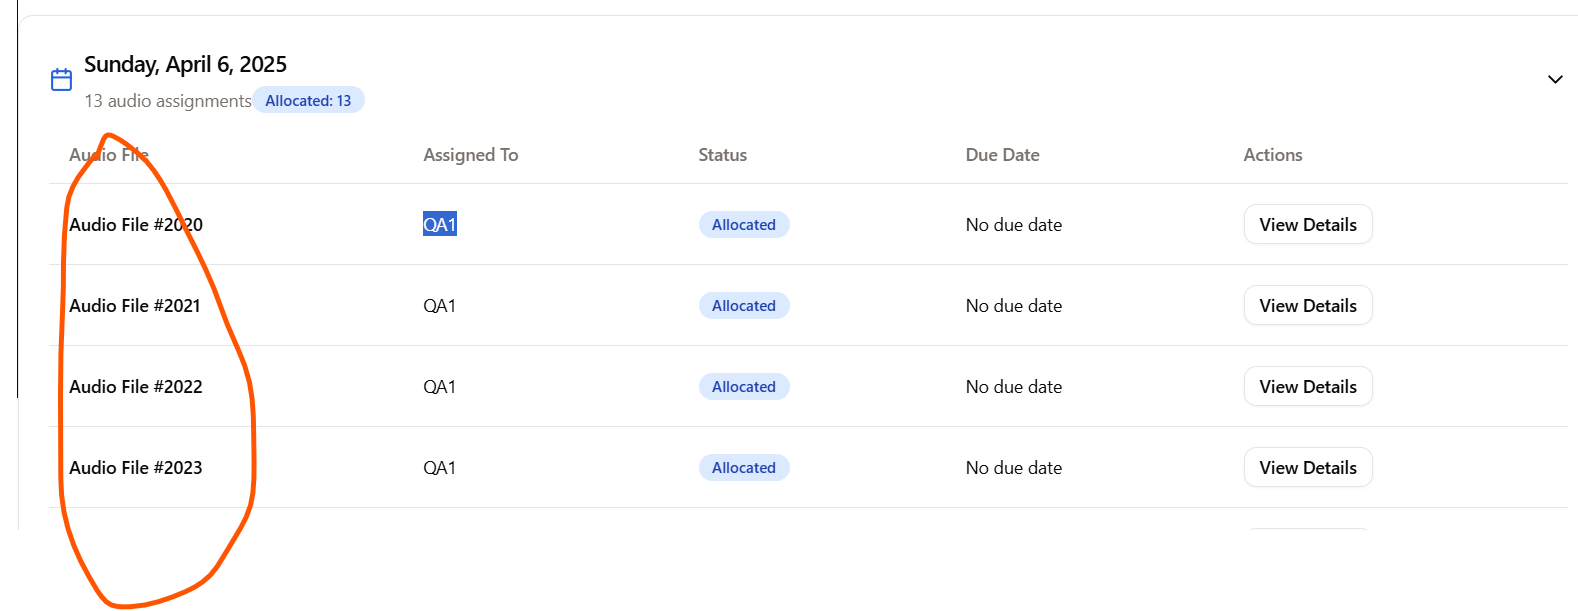 Sunday, April 6, 2025
13 audio assignments Allocated: 13
Audio File Assigned To Status Due Date Actions
Audio File #2020 QA1 Allocated No due date View Details
Audio File #2021 QA1 Allocated No due date View Details
Audio File #2022 QA1 Allocated No due date View Details
Audio File #2023 QA1 Allocated No due date View Details